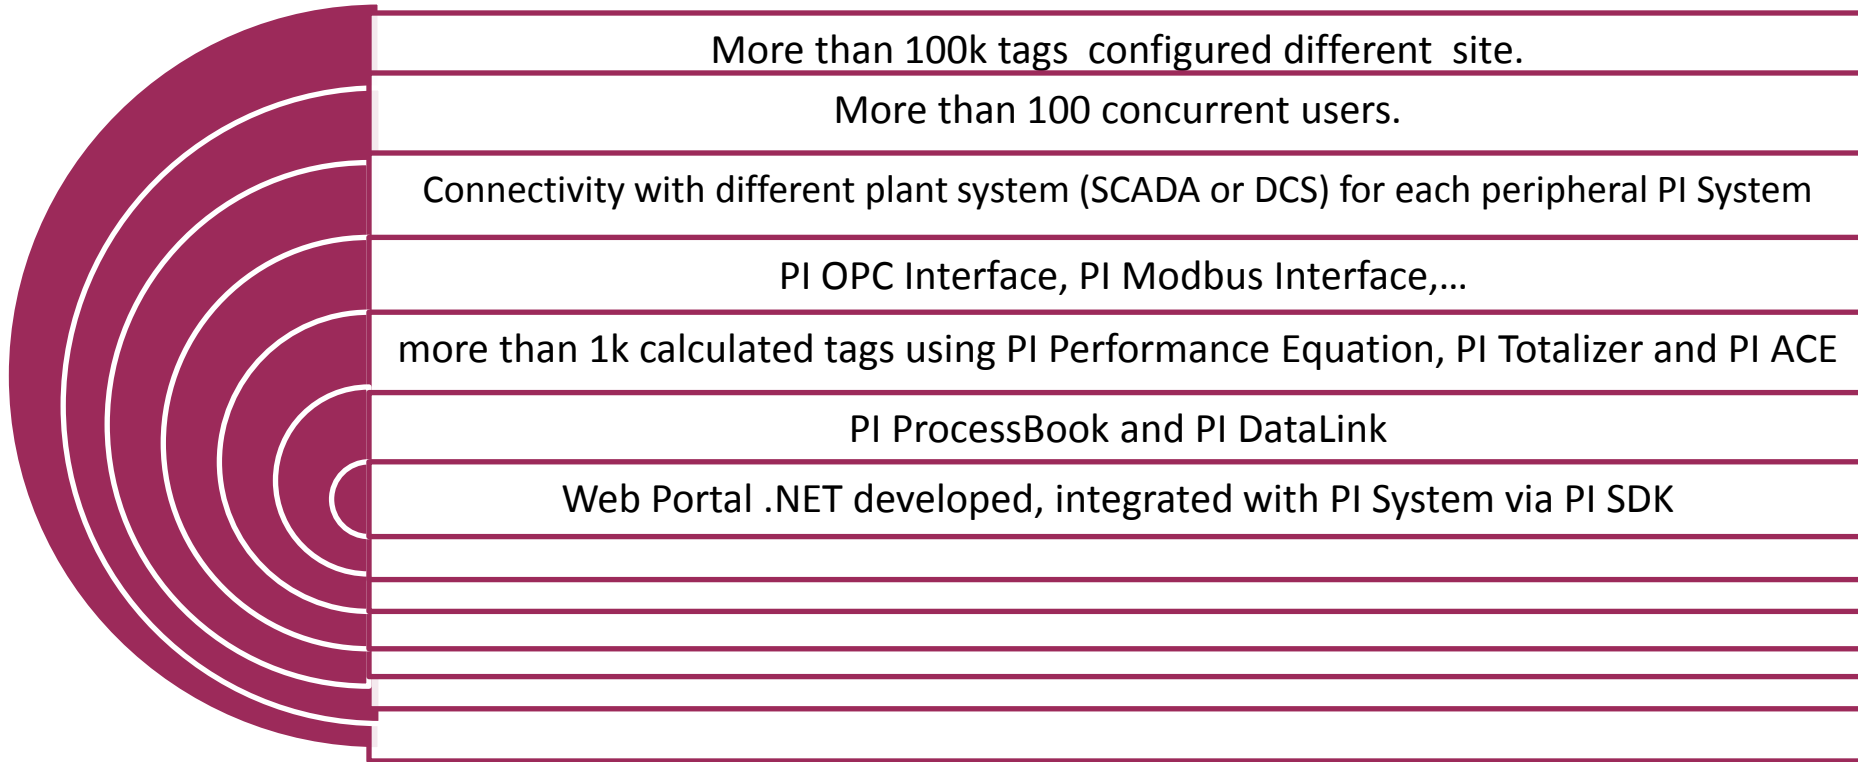 More than 100k tags  configured different  site.
More than 100 concurrent users.
Connectivity with different plant system (SCADA or DCS) for each peripheral PI System
PI OPC Interface, PI Modbus Interface,…
more than 1k calculated tags using PI Performance Equation, PI Totalizer and PI ACE
PI ProcessBook and PI DataLink
Web Portal .NET developed, integrated with PI System via PI SDK